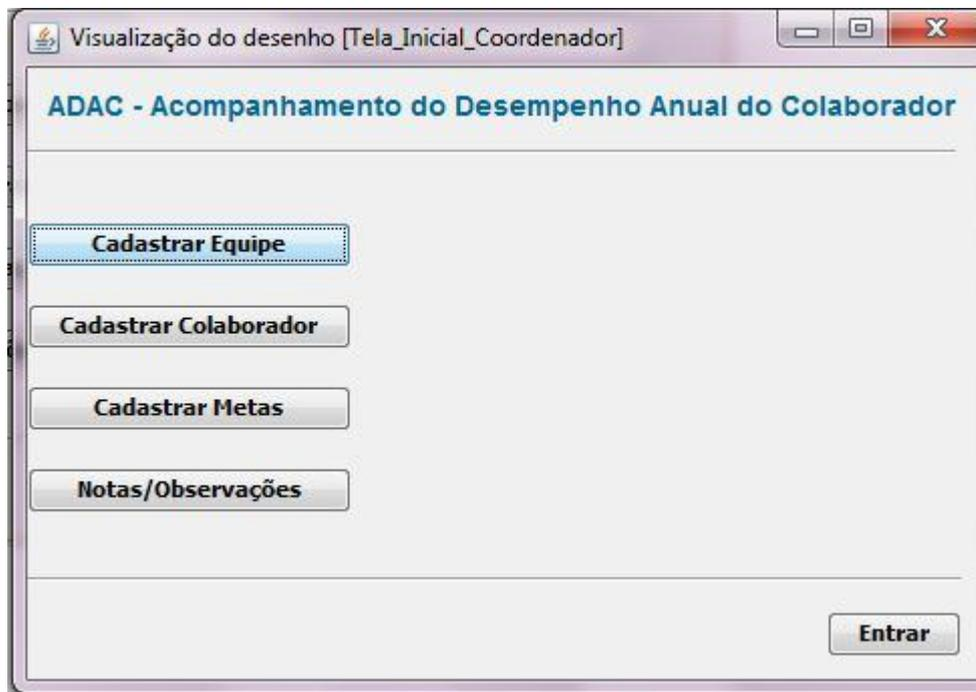 Visualização do desenho [Tela_Inicial_Coordenador]
ADAC - Acompanhamento do Desempenho Anual do Colaborador
Cadastrar Equipe
Cadastrar Colaborador
Cadastrar Metas
Notas/Observações
Entrar